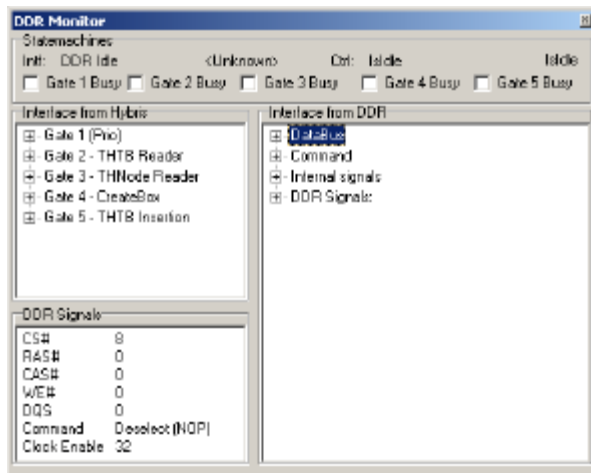 DDR Monitor
Statemachines
Init: DDR Idle <Unknown> Ctrl: IsIdle IsIdle
Gate 1 Busy Gate 2 Busy Gate 3 Busy Gate 4 Busy Gate 5 Busy
Interface from Hybris
Gate 1 (Prio)
Gate 2 - THTB Reader
Gate 3 - THNode Reader
Gate 4 - CreateBox
Gate 5 - THTB Insertion
Interface from DDR
DataBus
Command
Internal signals
DDR Signals:
DDR Signals
CS# 8
RAS# 0
CAS# 0
WE# 0
DQS 0
Command Deselect (NOP)
Clock Enable 32